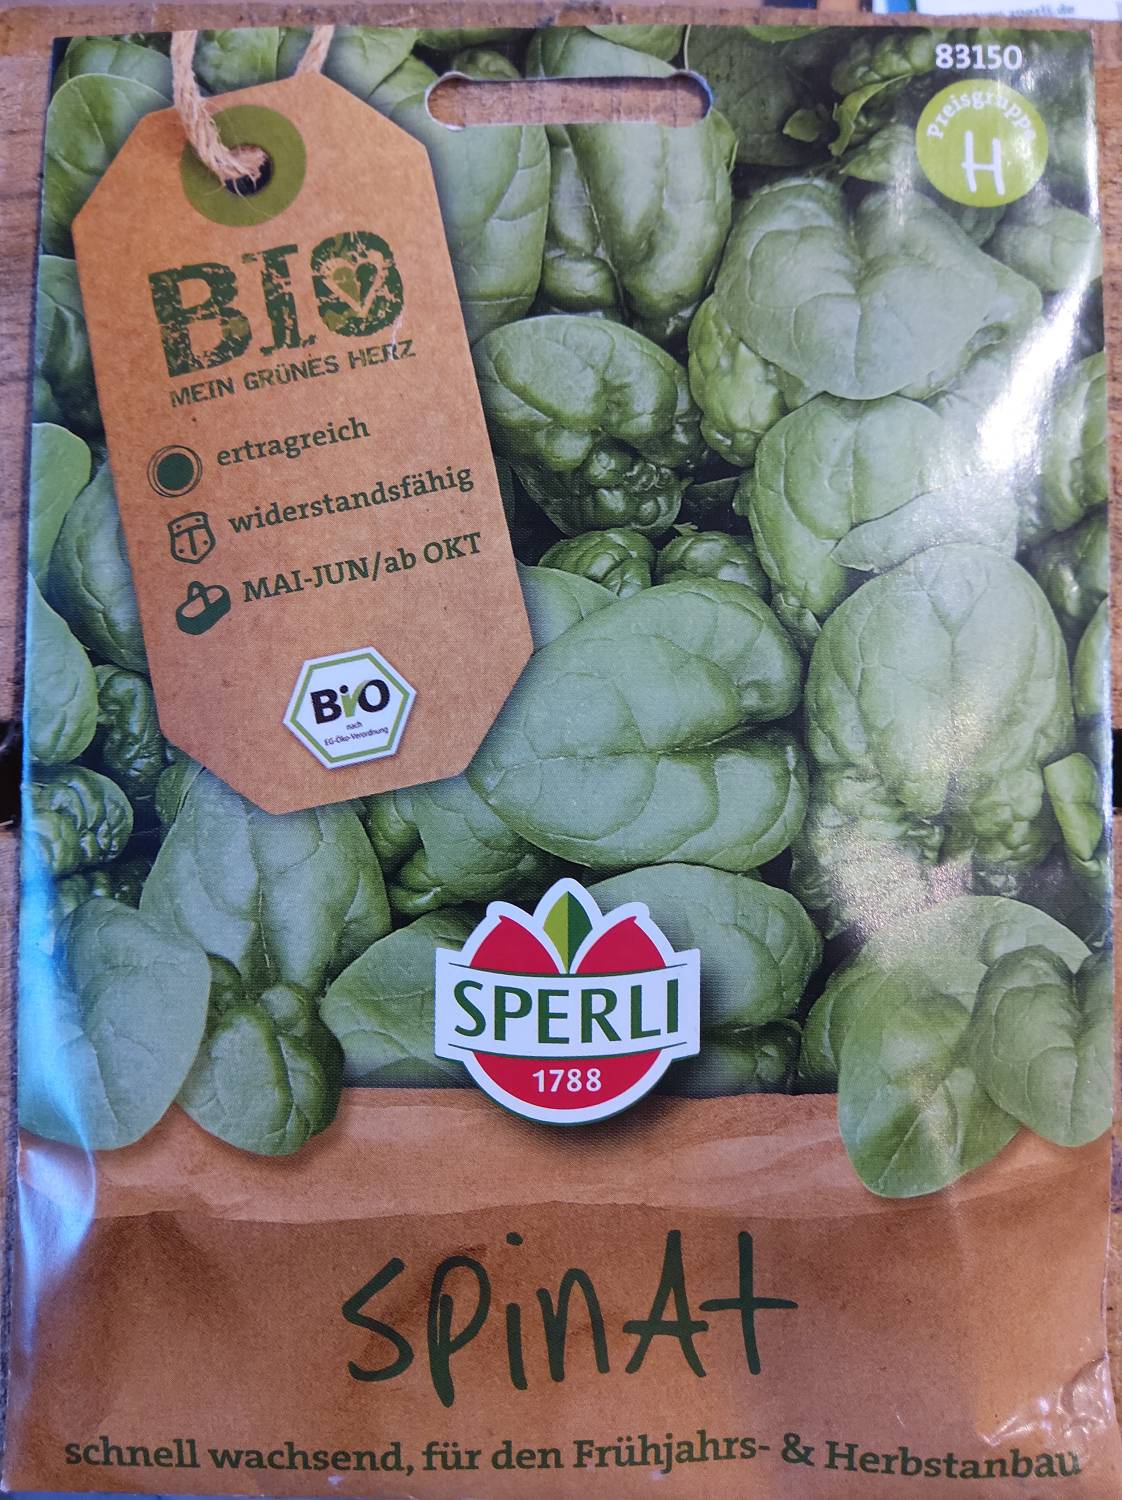 83150
Preisgruppe
H
BIO
MEIN GRÜNES HERZ
ertragreich
widerstandsfähig
MAI-JUN/ab OKT
BiO
nach
EG-Öko-Verordnung
SPERLI
1788
spinAt
schnell wachsend, für den Frühjahrs- & Herbstanbau